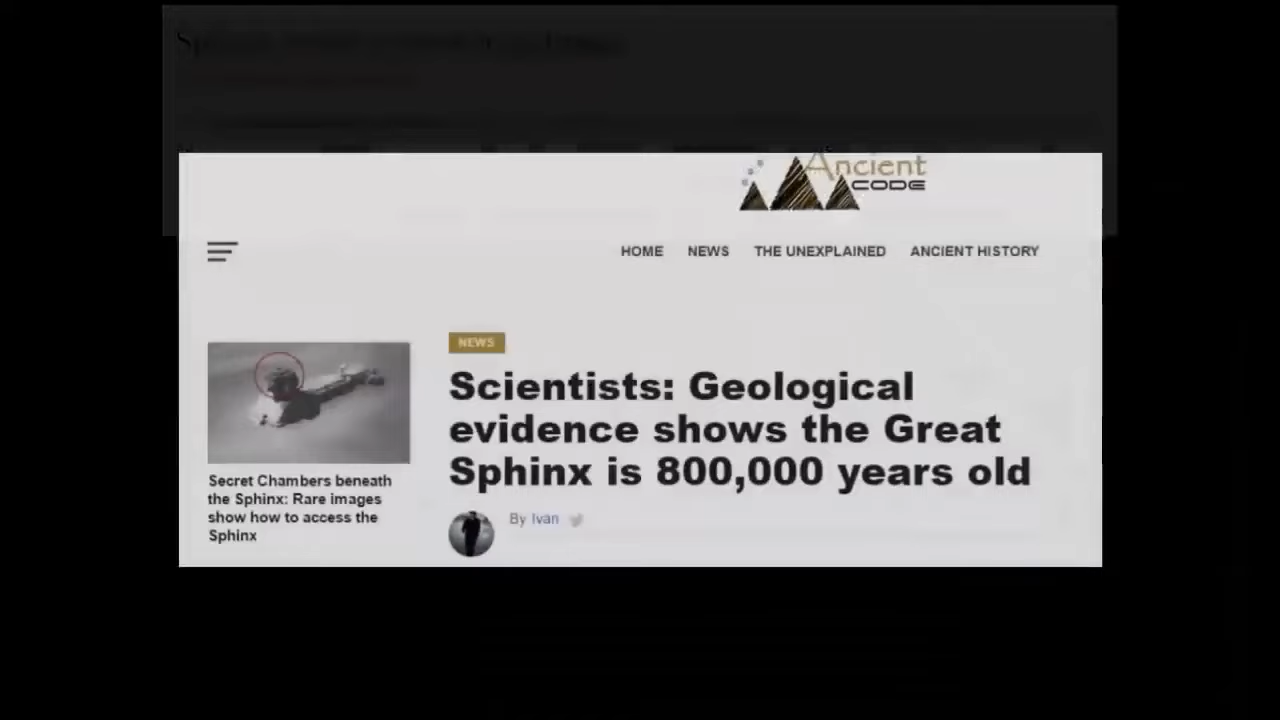 Ancient
CODE
HOME NEWS THE UNEXPLAINED ANCIENT HISTORY
NEWS
Scientists: Geological
evidence shows the Great
Sphinx is 800,000 years old
By Ivan
Secret Chambers beneath
the Sphinx: Rare images
show how to access the
Sphinx